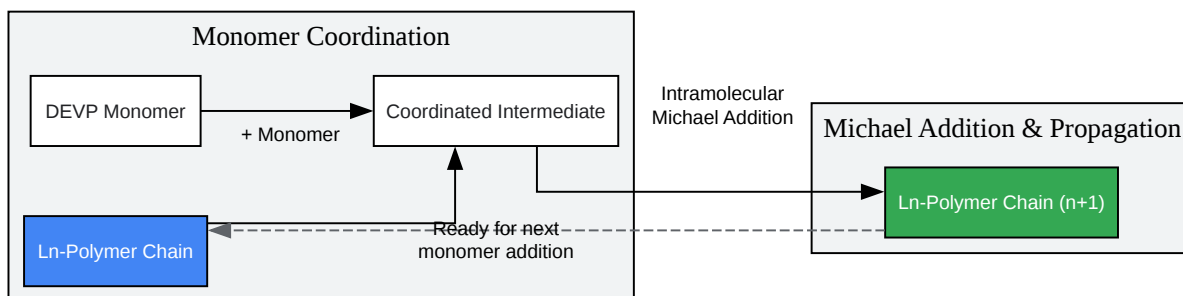 Monomer Coordination
DEVP Monomer
+ Monomer
Coordinated Intermediate
Ln-Polymer Chain
Ready for next
monomer addition
Intramolecular
Michael Addition
Michael Addition & Propagation
Ln-Polymer Chain (n+1)